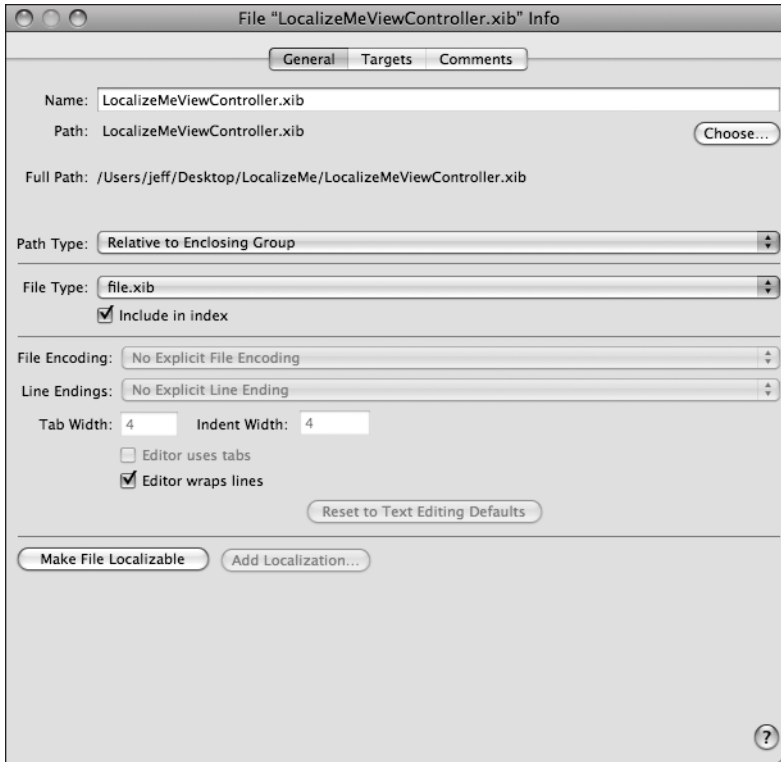 File “LocalizeMeViewController.xib” Info
General Targets Comments
Name: LocalizeMeViewController.xib
Path: LocalizeMeViewController.xib Choose...
Full Path: /Users/jeff/Desktop/LocalizeMe/LocalizeMeViewController.xib
Path Type: Relative to Enclosing Group
File Type: file.xib
Include in index
File Encoding: No Explicit File Encoding
Line Endings: No Explicit Line Ending
Tab Width: 4 Indent Width: 4
Editor uses tabs
Editor wraps lines
Reset to Text Editing Defaults
Make File Localizable Add Localization...
?